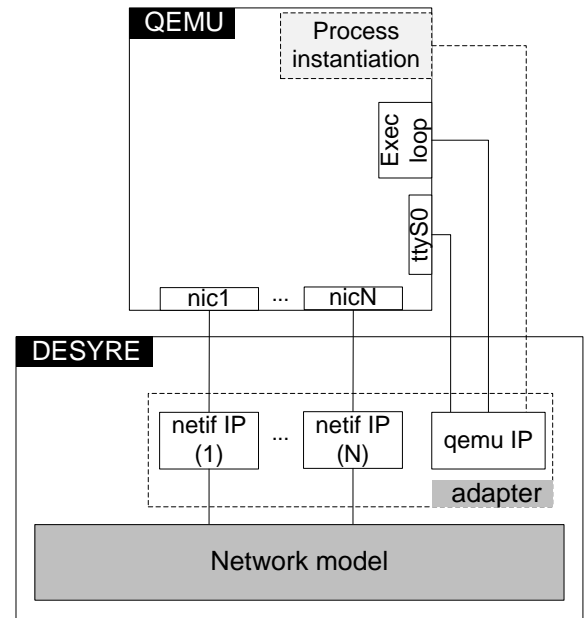 QEMU
Process
instantiation
Exec
loop
ttyS0
nic1 ... nicN
DESYRE
netif IP
(1)
...
netif IP
(N)
qemu IP
adapter
Network model